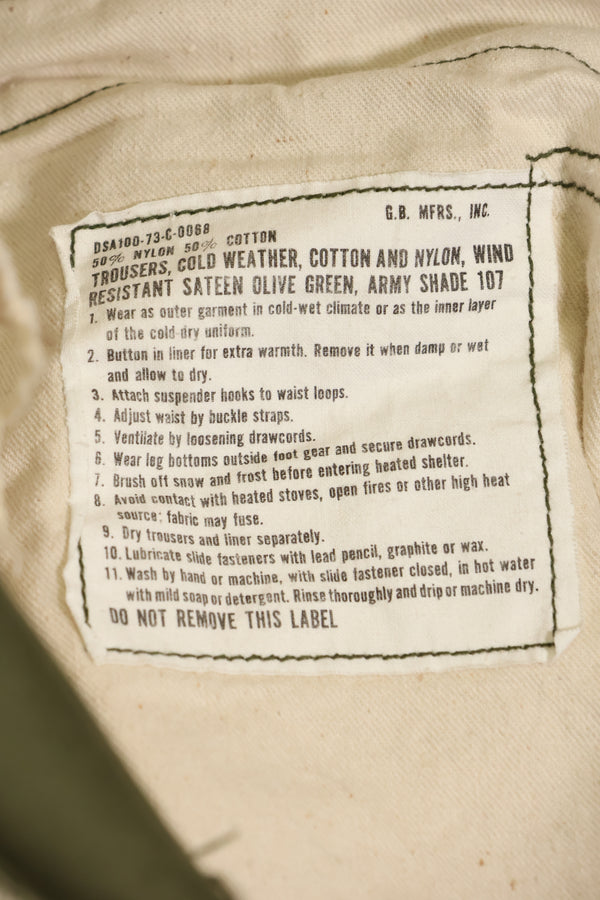 G.B. MFRS., INC.
DSA100-73-C-0068
50% NYLON 50% COTTON
TROUSERS, COLD WEATHER, COTTON AND NYLON, WIND
RESISTANT SATEEN OLIVE GREEN, ARMY SHADE 107
1. Wear as outer garment in cold-wet climate or as the inner layer
of the cold-dry uniform.
2. Button in liner for extra warmth. Remove it when damp or wet
and allow to dry.
3. Attach suspender hooks to waist loops.
4. Adjust waist by buckle straps.
5. Ventilate by loosening drawcords.
6. Wear leg bottoms outside foot gear and secure drawcords.
7. Brush off snow and frost before entering heated shelter.
8. Avoid contact with heated stoves, open fires or other high heat
source; fabric may fuse.
9. Dry trousers and liner separately.
10. Lubricate slide fasteners with lead pencil, graphite or wax.
11. Wash by hand or machine, with slide fastener closed, in hot water
with mild soap or detergent. Rinse thoroughly and drip or machine dry.
DO NOT REMOVE THIS LABEL